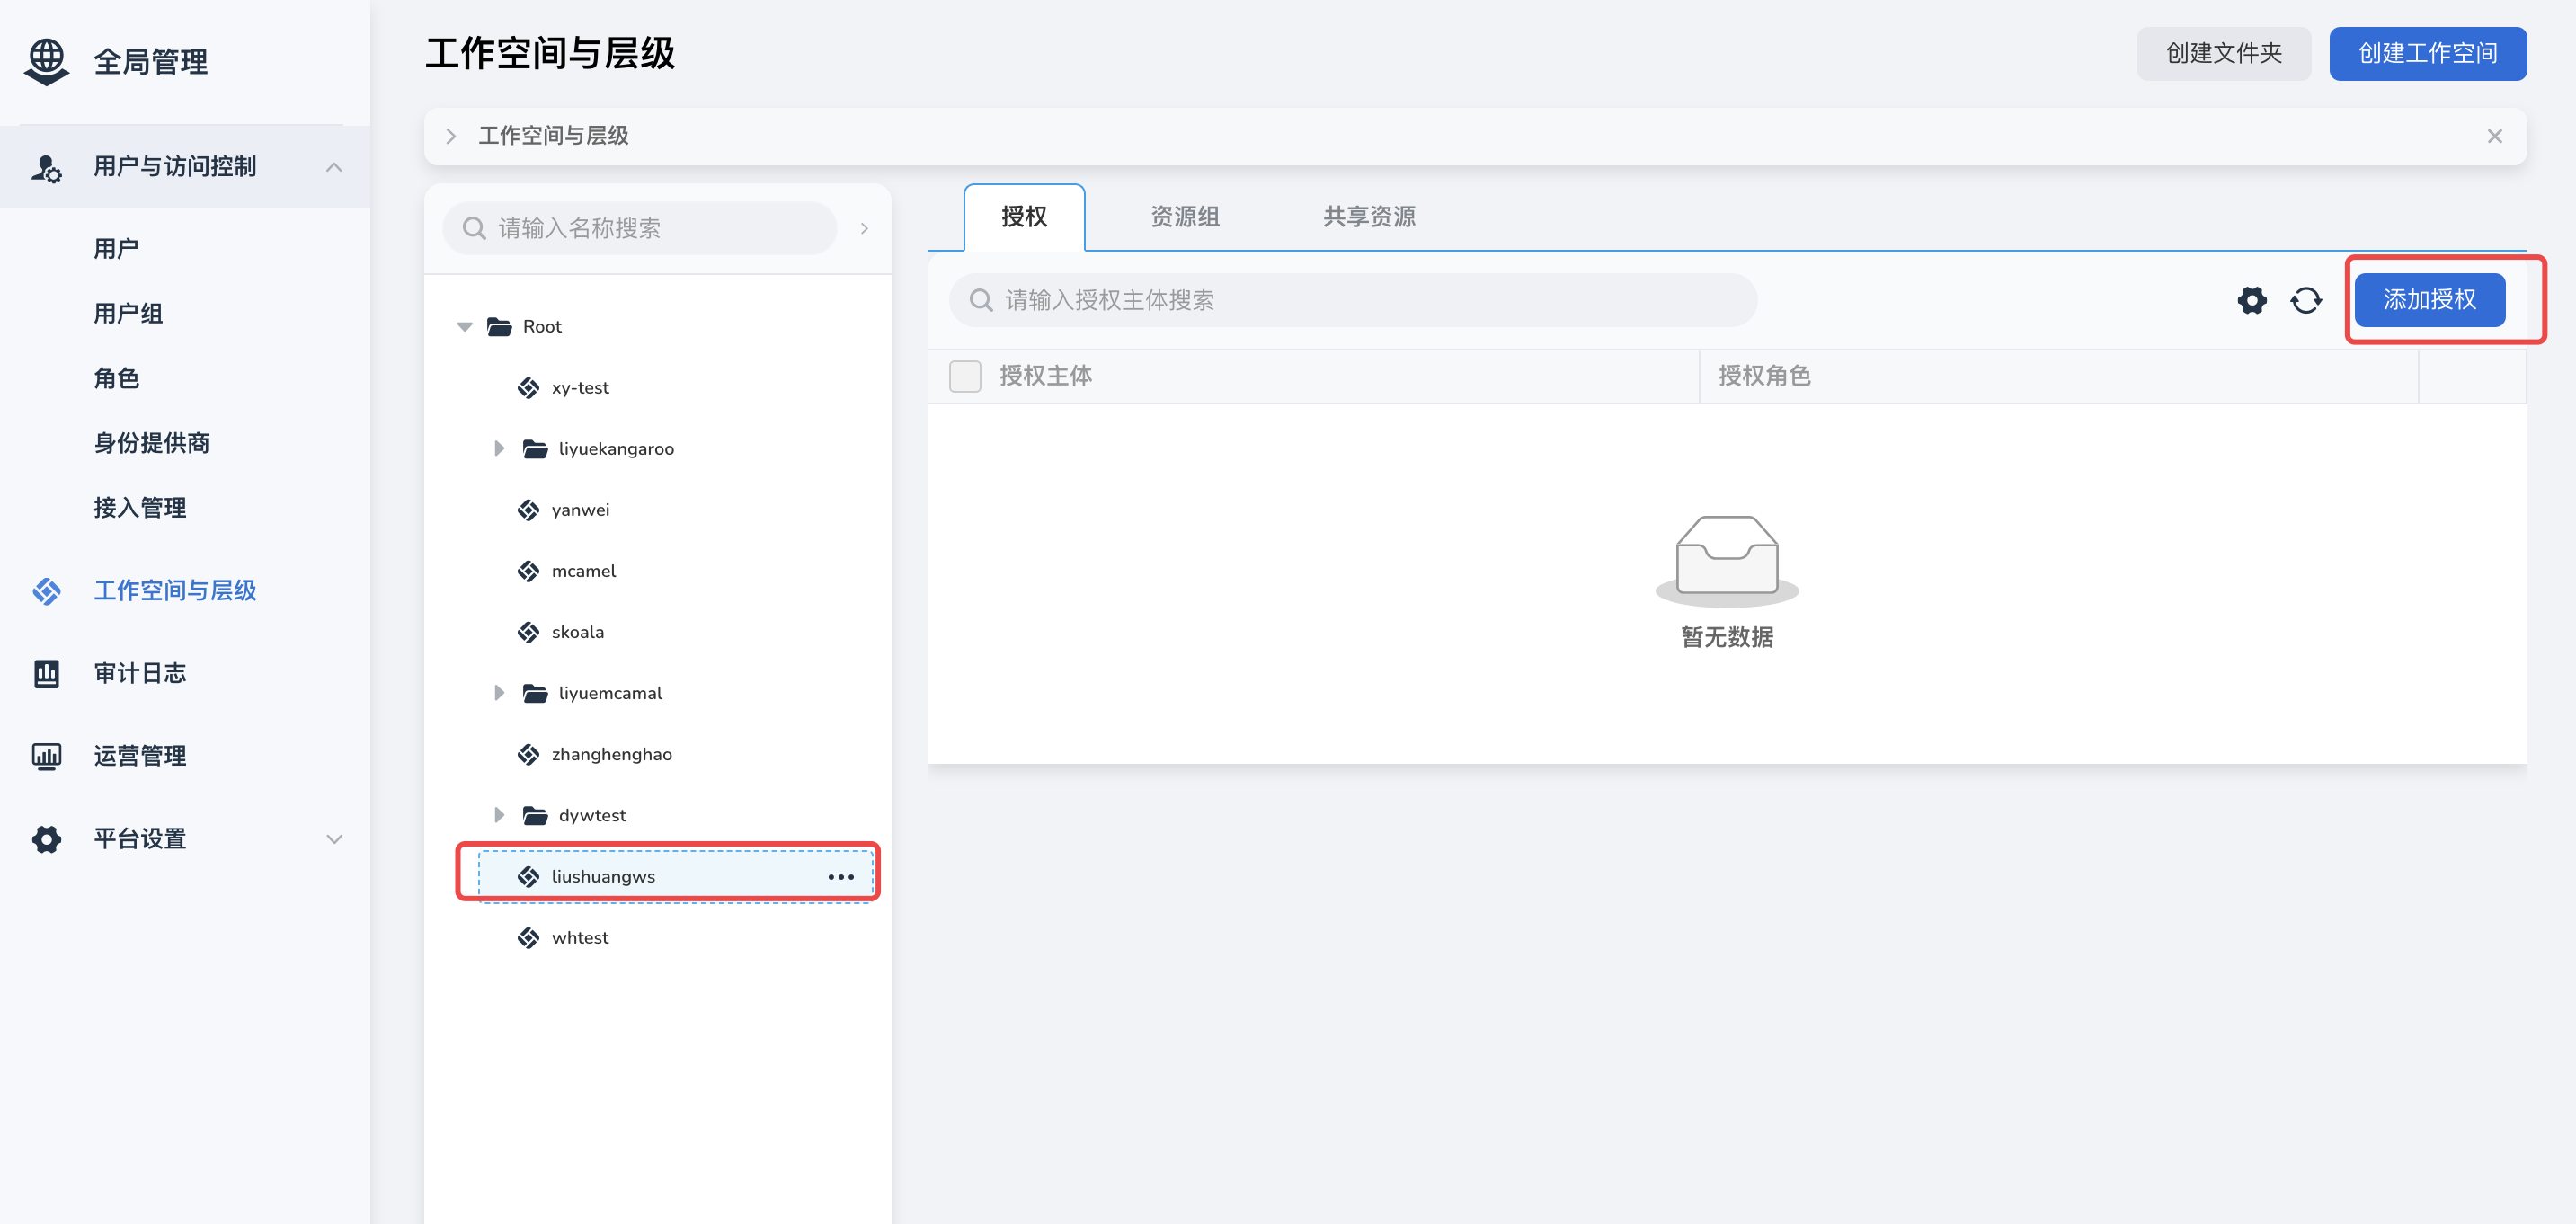 全局管理
用户与访问控制
用户
用户组
角色
身份提供商
接入管理
工作空间与层级
审计日志
运营管理
平台设置
工作空间与层级
创建文件夹
创建工作空间
工作空间与层级
请输入名称搜索
Root
xy-test
liyuekangaroo
yanwei
mcamel
skoala
liyuemcamal
zhanghenghao
dywtest
liushuangws
whtest
授权
资源组
共享资源
请输入授权主体搜索
添加授权
授权主体
授权角色
暂无数据